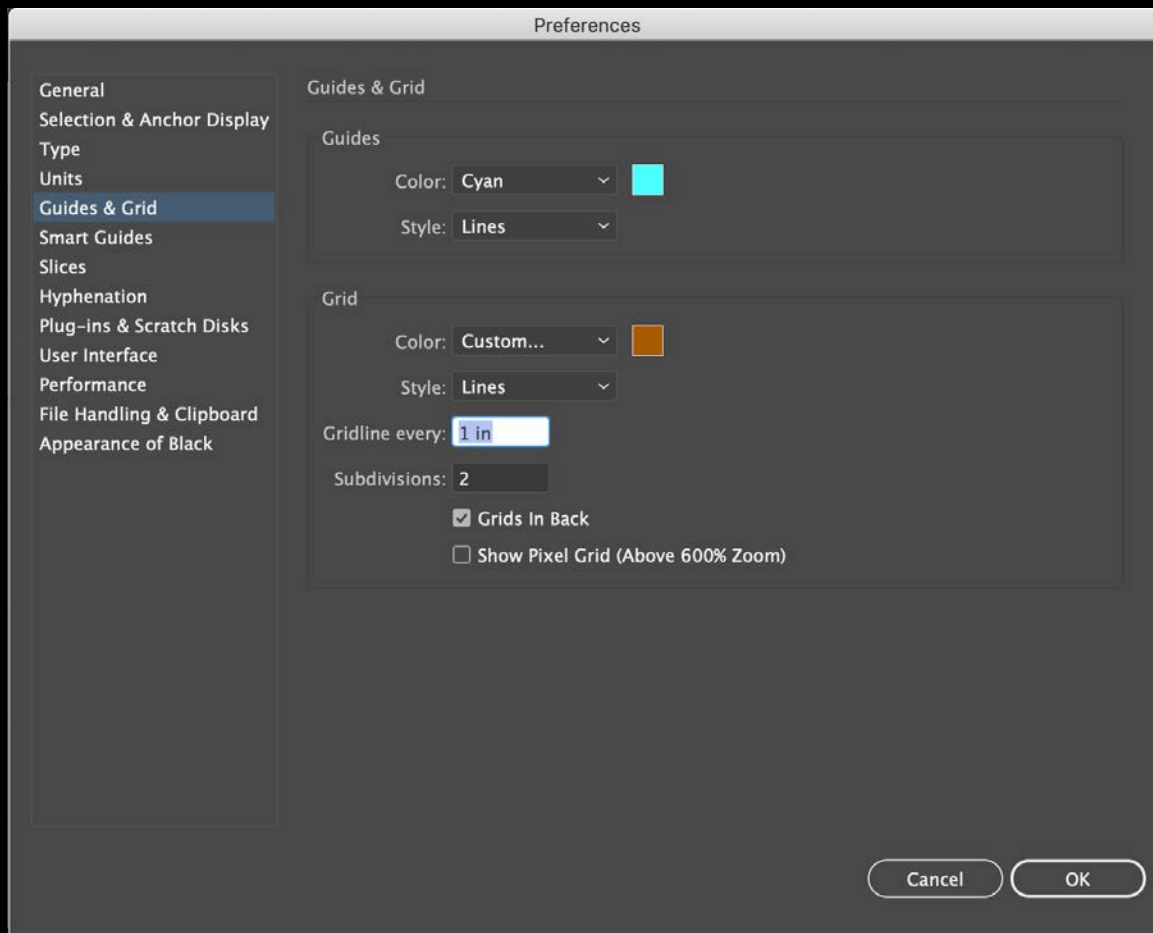 Preferences
General
Selection & Anchor Display
Type
Units
Guides & Grid
Smart Guides
Slices
Hyphenation
Plug-ins & Scratch Disks
User Interface
Performance
File Handling & Clipboard
Appearance of Black
Guides & Grid
Guides
Color: Cyan
Style: Lines
Grid
Color: Custom...
Style: Lines
Gridline every: 1 in
Subdivisions: 2
Grids In Back
Show Pixel Grid (Above 600% Zoom)
Cancel OK